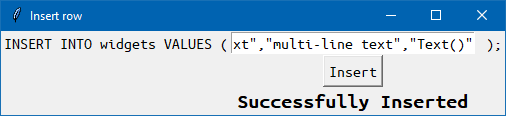 Insert row
INSERT INTO widgets VALUES ( xt","multi-line text","Text()" );
Insert
Successfully Inserted